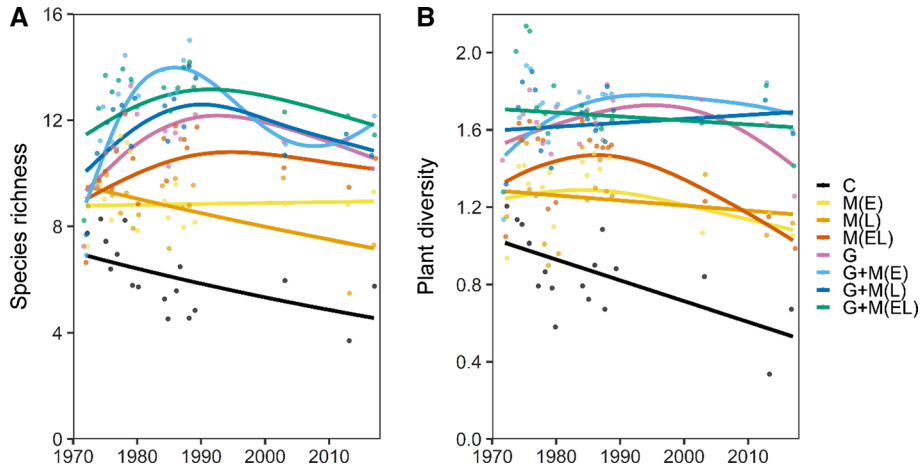 A
Species richness
16
12
8
4
0
1970 1980 1990 2000 2010
B
Plant diversity
2.0
1.6
1.2
0.8
0.4
0.0
1970 1980 1990 2000 2010
C
M(E)
M(L)
M(EL)
G
G+M(E)
G+M(L)
G+M(EL)